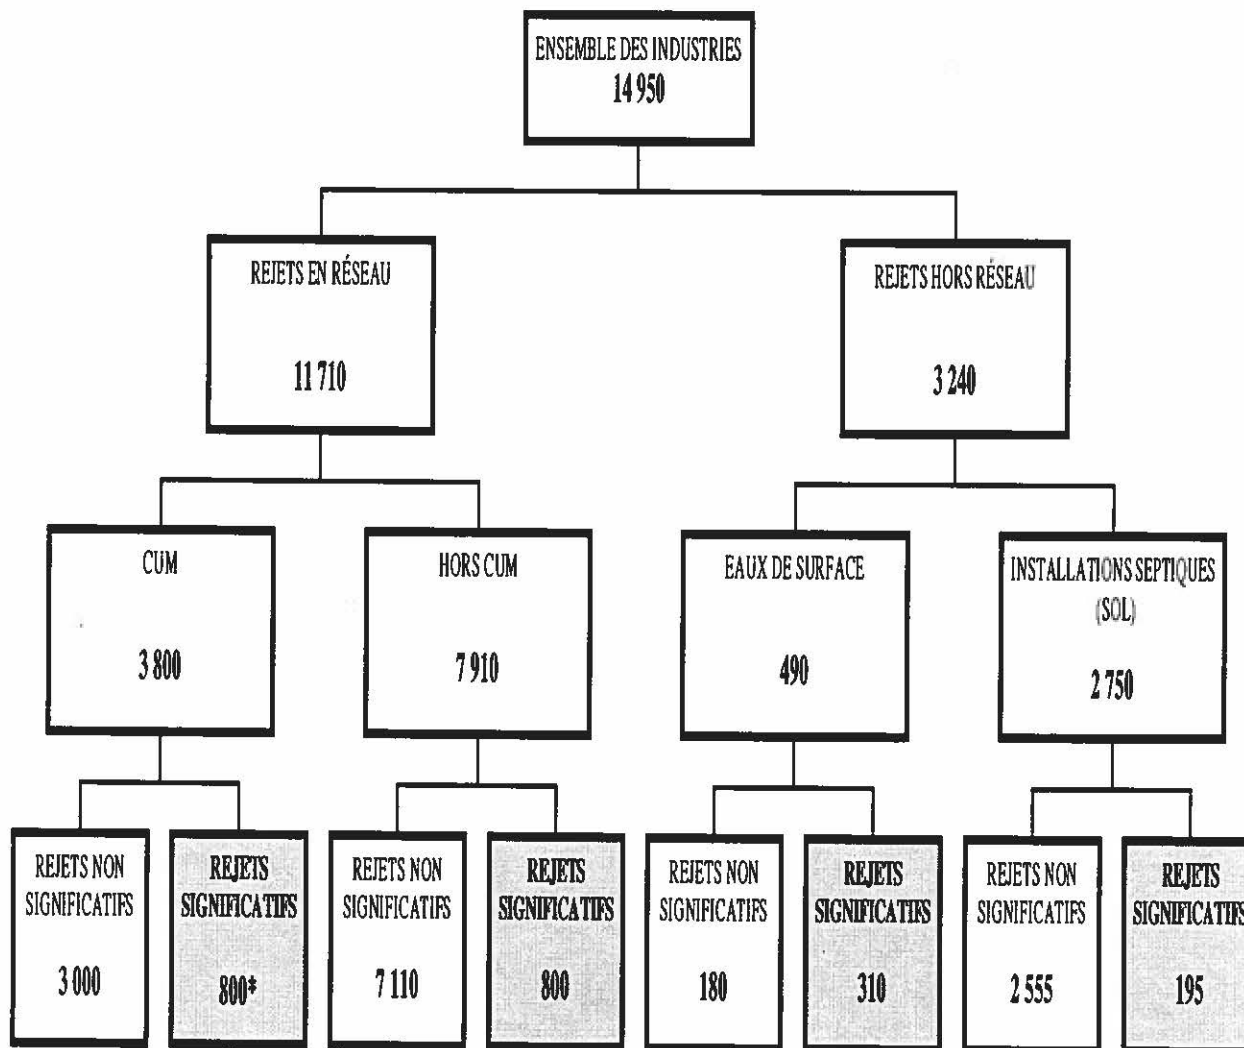 ENSEMBLE DES INDUSTRIES
14 950
REJETS EN RÉSEAU
11 710
REJETS HORS RÉSEAU
3 240
CUM
3 800
HORS CUM
7 910
EAUX DE SURFACE
490
INSTALLATIONS SEPTIQUES
(SOL)
2 750
REJETS NON
SIGNIFICATIFS
3 000
REJETS
SIGNIFICATIFS
800*
REJETS NON
SIGNIFICATIFS
7 110
REJETS
SIGNIFICATIFS
800
REJETS NON
SIGNIFICATIFS
180
REJETS
SIGNIFICATIFS
310
REJETS NON
SIGNIFICATIFS
2 555
REJETS
SIGNIFICATIFS
195